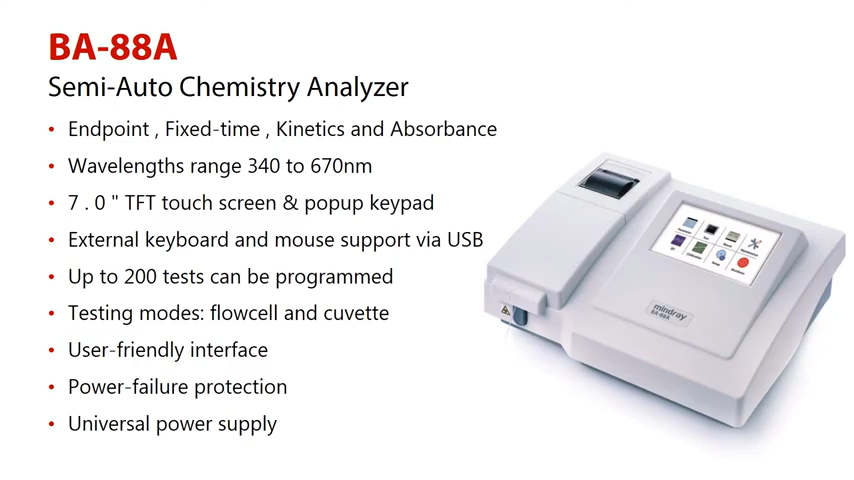 BA-88A
Semi-Auto Chemistry Analyzer
• Endpoint , Fixed-time , Kinetics and Absorbance
• Wavelengths range 340 to 670nm
• 7 . 0 " TFT touch screen & popup keypad
• External keyboard and mouse support via USB
• Up to 200 tests can be programmed
• Testing modes: flowcell and cuvette
• User-friendly interface
• Power-failure protection
• Universal power supply
mindray
BA-88A